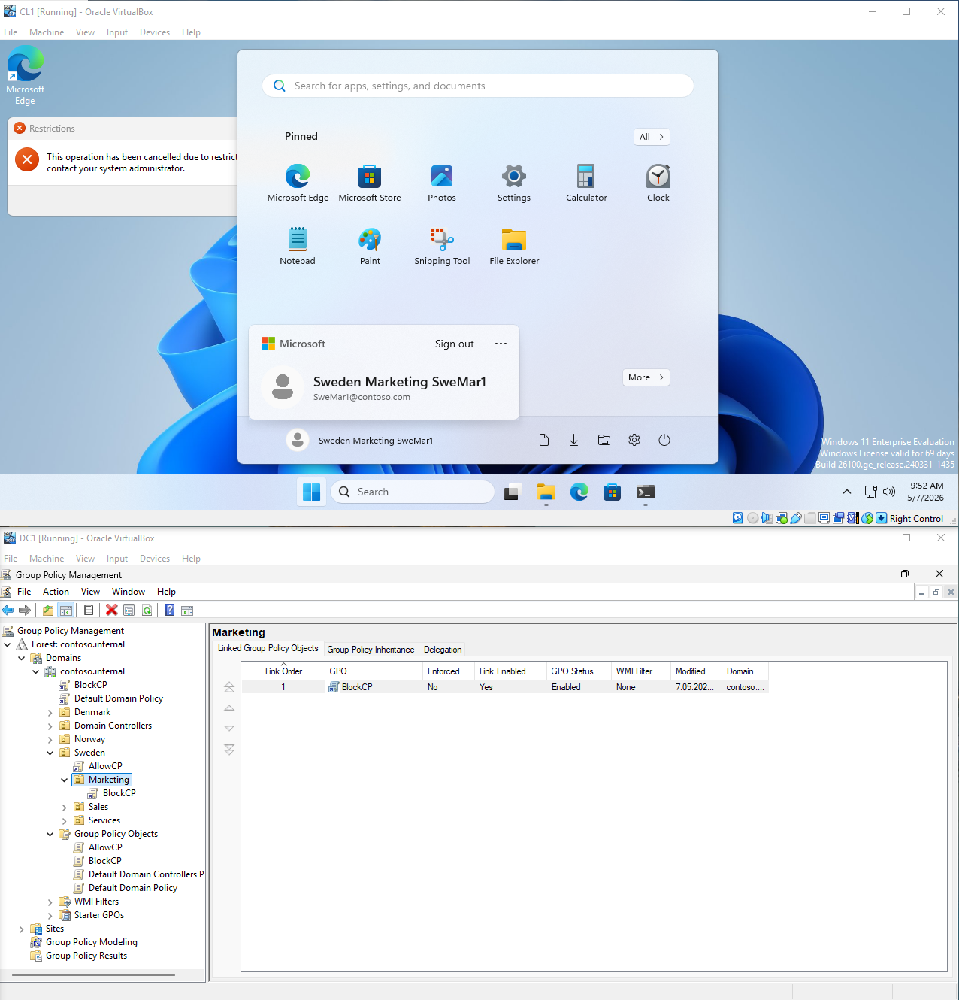 CL1 [Running] - Oracle VirtualBox
File Machine View Input Devices Help
Microsoft Edge
Restrictions
This operation has been cancelled due to
contact your system administrator.
Search for apps, settings, and documents
Pinned
All
Microsoft Edge
Microsoft Store
Photos
Settings
Calculator
Clock
Notepad
Paint
Snipping Tool
File Explorer
Microsoft
Sign out
Sweden Marketing SweMar1
SweMar1@contoso.com
More
Sweden Marketing SweMar1
Windows 11 Enterprise Evaluation
Windows License valid for 69 days
Build 26100.ge_release.240331-1435
Search
9:52 AM
5/7/2026
Right Control
DC1 [Running] - Oracle VirtualBox
File Machine View Input Devices Help
Group Policy Management
File Action View Window Help
Group Policy Management
Forest: contoso.internal
Domains
contoso.internal
BlockCP
Default Domain Policy
Denmark
Domain Controllers
Norway
Sweden
AllowCP
Marketing
BlockCP
Sales
Services
Group Policy Objects
AllowCP
BlockCP
Default Domain Controllers P
Default Domain Policy
WMI Filters
Starter GPOs
Sites
Group Policy Modeling
Group Policy Results
Marketing
Linked Group Policy Objects Group Policy Inheritance Delegation
Link Order GPO Enforced Link Enabled GPO Status WMI Filter Modified Domain
1 BlockCP No Yes Enabled None 7.05.202... contoso....